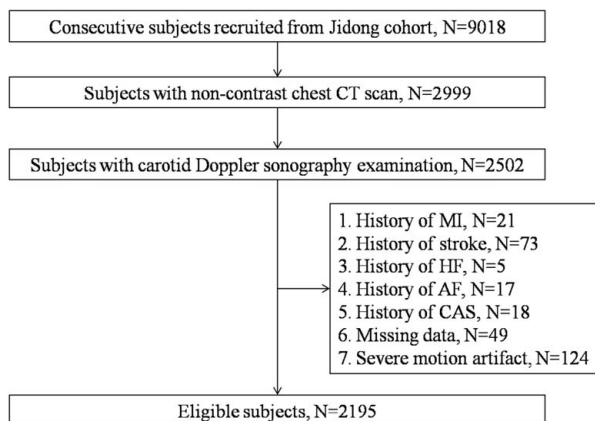 Consecutive subjects recruited from Jidong cohort, N=9018
Subjects with non-contrast chest CT scan, N=2999
Subjects with carotid Doppler sonography examination, N=2502
1. History of MI, N=21
2. History of stroke, N=73
3. History of HF, N=5
4. History of AF, N=17
5. History of CAS, N=18
6. Missing data, N=49
7. Severe motion artifact, N=124
Eligible subjects, N=2195